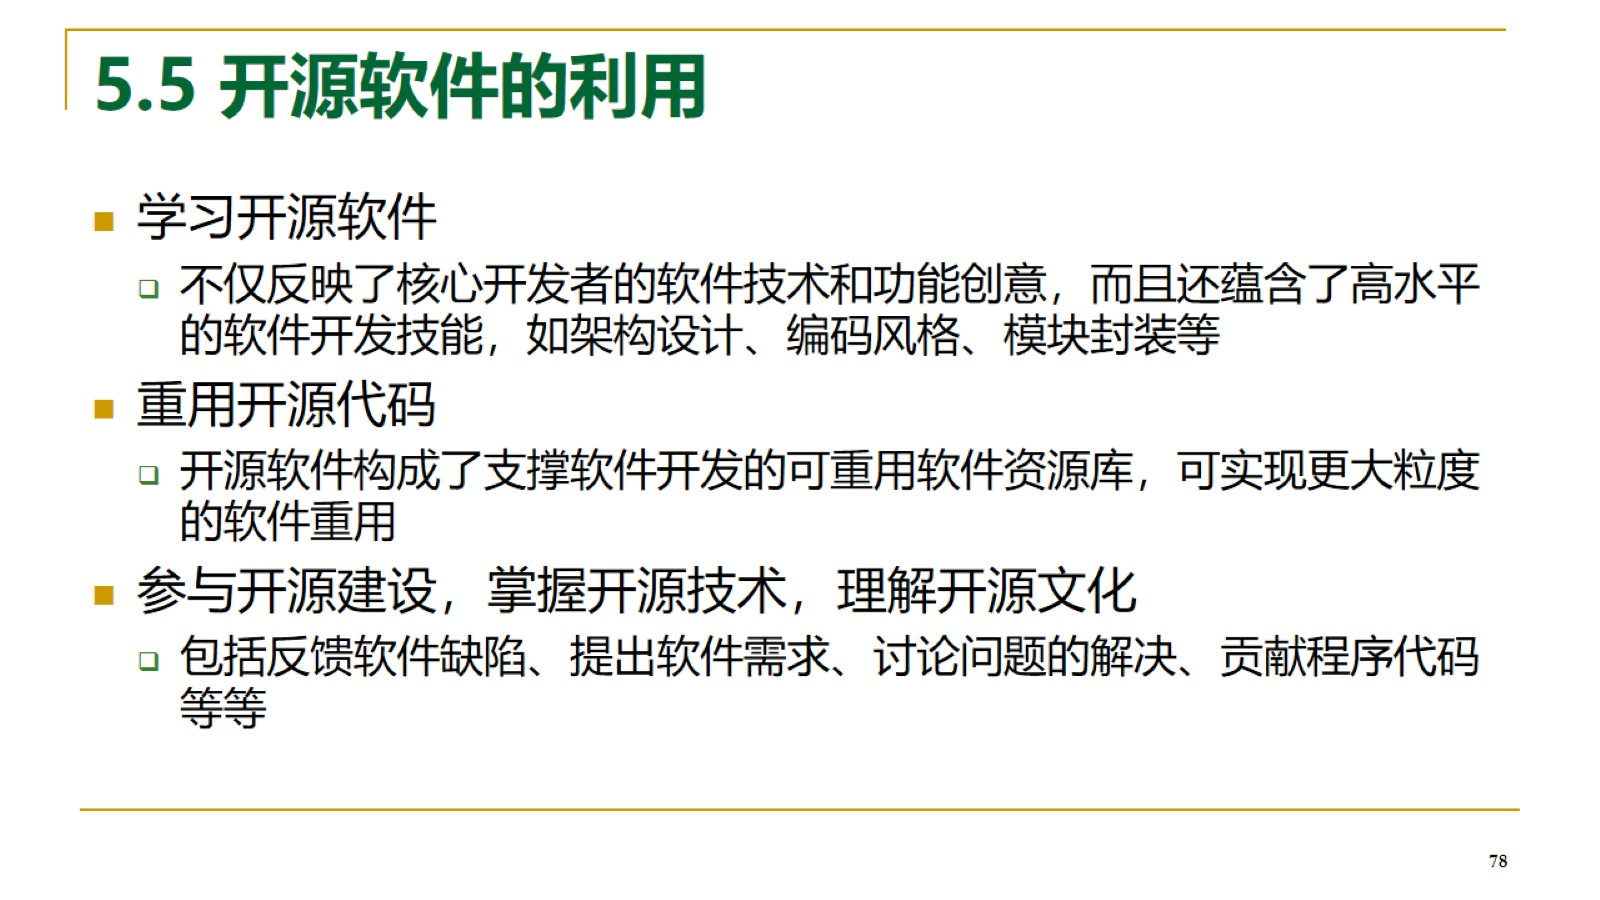 5.5 开源软件的利用
学习开源软件
不仅反映了核心开发者的软件技术和功能创意，而且还蕴含了高水平
的软件开发技能，如架构设计、编码风格、模块封装等
重用开源代码
开源软件构成了支撑软件开发的可重用软件资源库，可实现更大粒度
的软件重用
参与开源建设，掌握开源技术，理解开源文化
包括反馈软件缺陷、提出软件需求、讨论问题的解决、贡献程序代码
等等
78